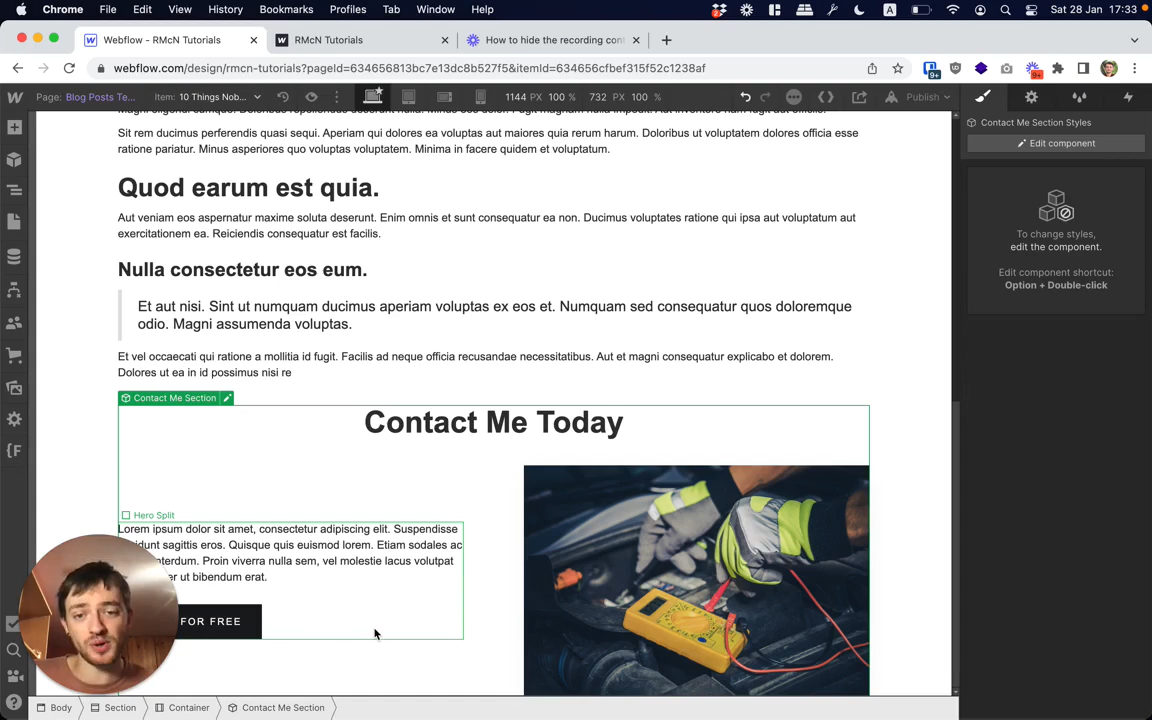 Chrome File Edit View History Bookmarks Profiles Tab Window Help
A
Sat 28 Jan 17:33
Webflow - RMcN Tutorials
RMcN Tutorials
How to hide the recording cont
webflow.com/design/rmcn-tutorials?pageId=634656813bc7e13dc8b527f5&itemId=634656cfbef315f52c1238af
9+
9+
Page: Blog Posts Te...
Item: 10 Things Nob...
1144 PX 100 %
732 PX 100 %
Publish
Sit rem ducimus perferendis quasi sequi. Aperiam qui dolores ea voluptas aut maiores quia rerum harum. Doloribus ut voluptatem dolores officia esse
ratione pariatur. Minus asperiores quo voluptas voluptatem. Minima in facere quidem et voluptatum.
Quod earum est quia.
Aut veniam eos aspernatur maxime soluta deserunt. Enim omnis et sunt consequatur ea non. Ducimus voluptates ratione qui ipsa aut voluptatum aut
exercitationem ea. Reiciendis consequatur est facilis.
Nulla consectetur eos eum.
Et aut nisi. Sint ut numquam ducimus aperiam voluptas ex eos et. Numquam sed consequatur quos doloremque
odio. Magni assumenda voluptas.
Et vel occaecati qui ratione a mollitia id fugit. Facilis ad neque officia recusandae necessitatibus. Aut et magni consequatur explicabo et dolorem.
Dolores ut ea in id possimus nisi re
Contact Me Section
Contact Me Today
Hero Split
Lorem ipsum dolor sit amet, consectetur adipiscing elit. Suspendisse
sagittis eros. Quisque quis euismod lorem. Etiam sodales ac
Proin viverra nulla sem, vel molestie lacus volutpat
ut bibendum erat.
FOR FREE
Contact Me Section Styles
Edit component
To change styles,
edit the component.
Edit component shortcut:
Option + Double-click
Body
Section
Container
Contact Me Section